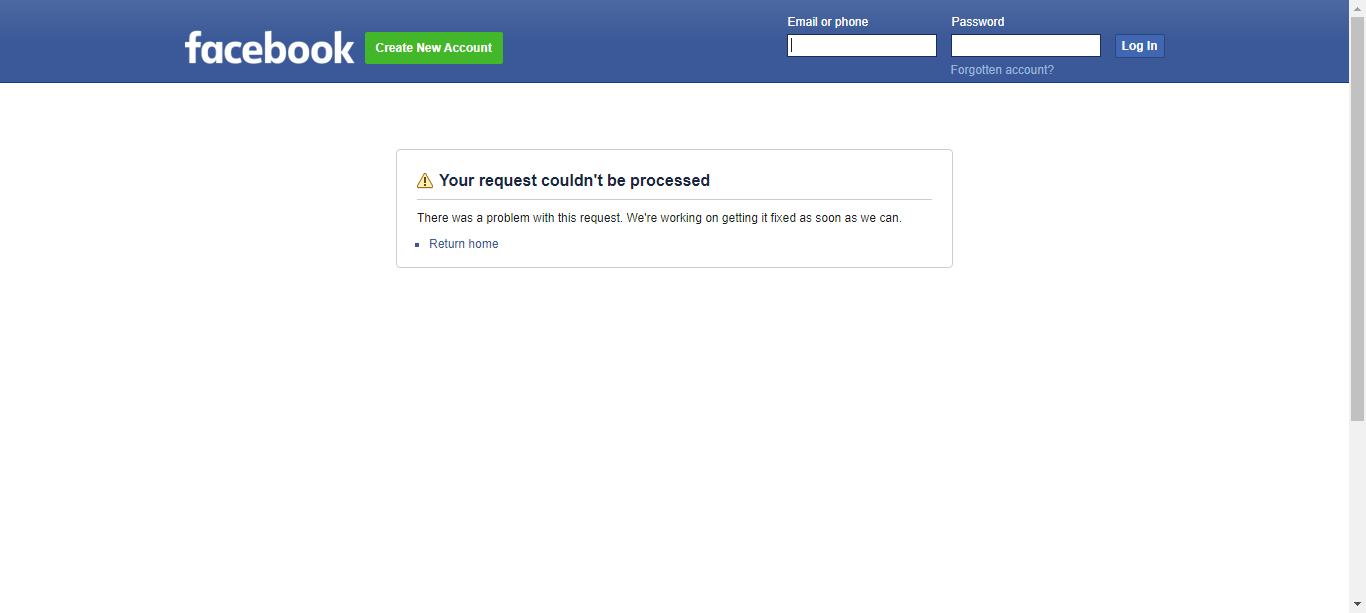 facebook
Create New Account
Email or phone
Password
Log In
Forgotten account?
Your request couldn't be processed
There was a problem with this request. We're working on getting it fixed as soon as we can.
Return home